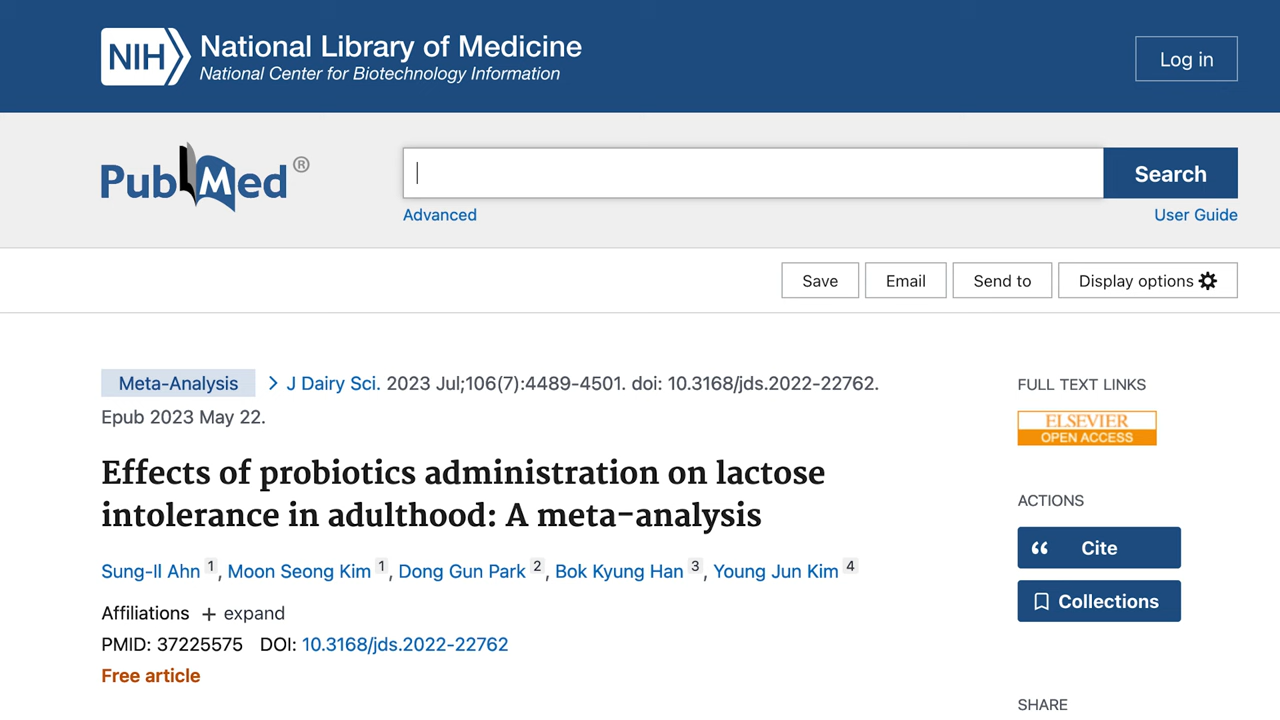 NIH National Library of Medicine
National Center for Biotechnology Information
Log in
PubMed®
Search
Advanced
User Guide
Save
Email
Send to
Display options
Meta-Analysis
J Dairy Sci. 2023 Jul;106(7):4489-4501. doi: 10.3168/jds.2022-22762.
Epub 2023 May 22.
Effects of probiotics administration on lactose
intolerance in adulthood: A meta-analysis
Sung-Il Ahn 1, Moon Seong Kim 1, Dong Gun Park 2, Bok Kyung Han 3, Young Jun Kim 4
Affiliations + expand
PMID: 37225575 DOI: 10.3168/jds.2022-22762
Free article
FULL TEXT LINKS
ELSEVIER
OPEN ACCESS
ACTIONS
Cite
Collections
SHARE